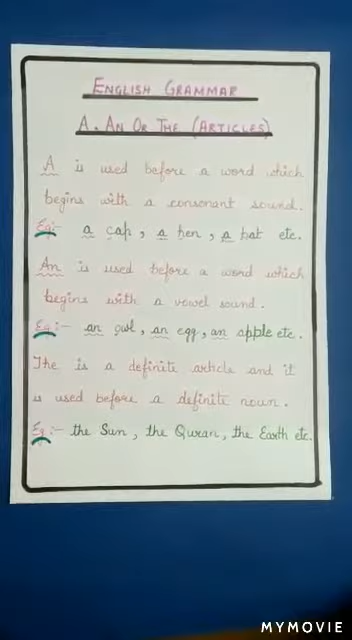 ENGLISH GRAMMAR
A, AN OR THE (ARTICLES)
A is used before a word which
begins with a consonant sound.
Eg:- a cap, a hen, a bat etc.
An is used before a word which
begins with a vowel sound.
Eg:- an owl, an egg, an apple etc.
The is a definite article and it
is used before a definite noun.
Eg:- the Sun, the Quran, the Earth etc.
MYMOVIE